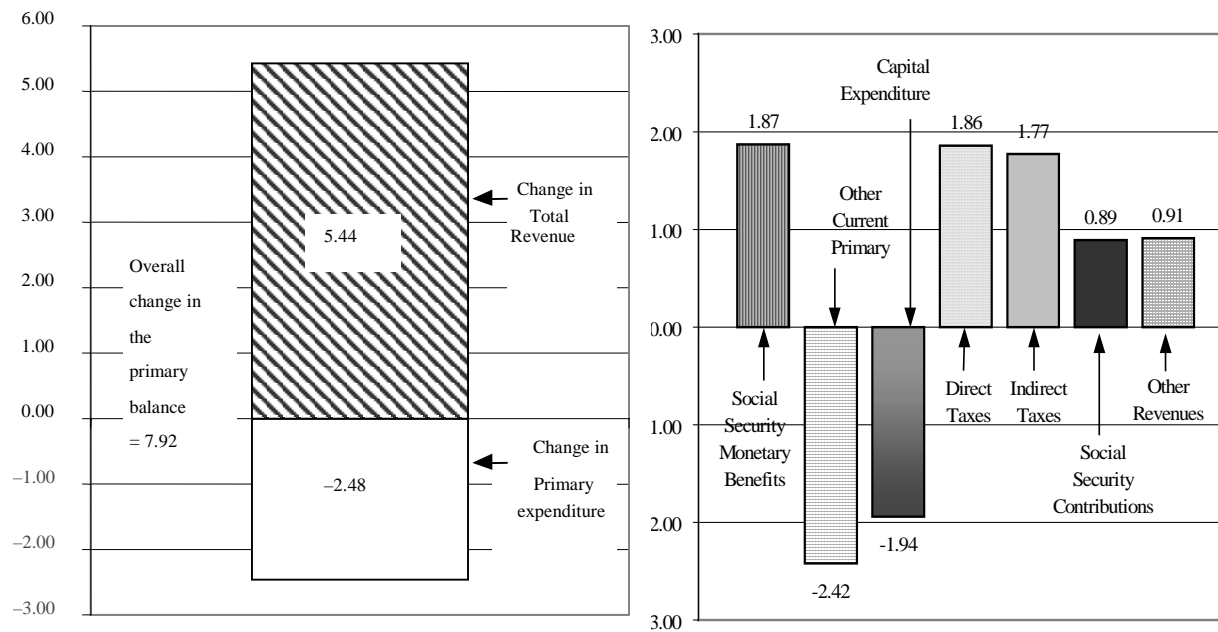 6.00
5.00
4.00
3.00
2.00
1.00
0.00
–1.00
–2.00
–3.00
Overall
change in
the
primary
balance
= 7.92
5.44
–2.48
Change in
Total
Revenue
Change in
Primary
expenditure
3.00
2.00
1.00
0.00
1.00
2.00
3.00
Capital
Expenditure
1.87
1.86
1.77
Other
Current
Primary
0.89
0.91
Social
Security
Monetary
Benefits
Direct
Taxes
Indirect
Taxes
Other
Revenues
Social
Security
Contributions
-1.94
-2.42